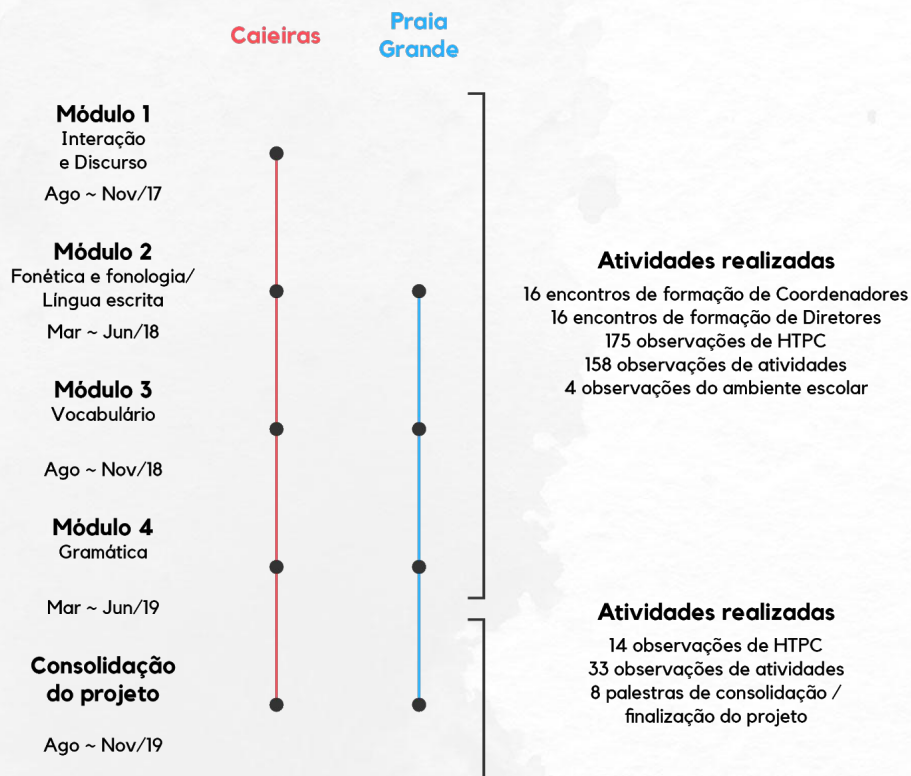 Caieiras
Praia
Grande
Módulo 1
Interação
e Discurso
Ago ~ Nov/17
Módulo 2
Fonética e fonologia/
Língua escrita
Mar ~ Jun/18
Módulo 3
Vocabulário
Ago ~ Nov/18
Módulo 4
Gramática
Mar ~ Jun/19
Consolidação
do projeto
Ago ~ Nov/19
Atividades realizadas
16 encontros de formação de Coordenadores
16 encontros de formação de Diretores
175 observações de HTPC
158 observações de atividades
4 observações do ambiente escolar
Atividades realizadas
14 observações de HTPC
33 observações de atividades
8 palestras de consolidação /
finalização do projeto